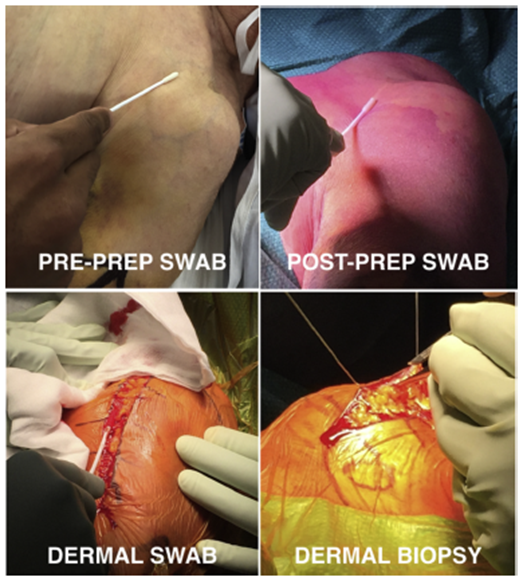 PRE-PREP SWAB
POST-PREP SWAB
DERMAL SWAB
DERMAL BIOPSY